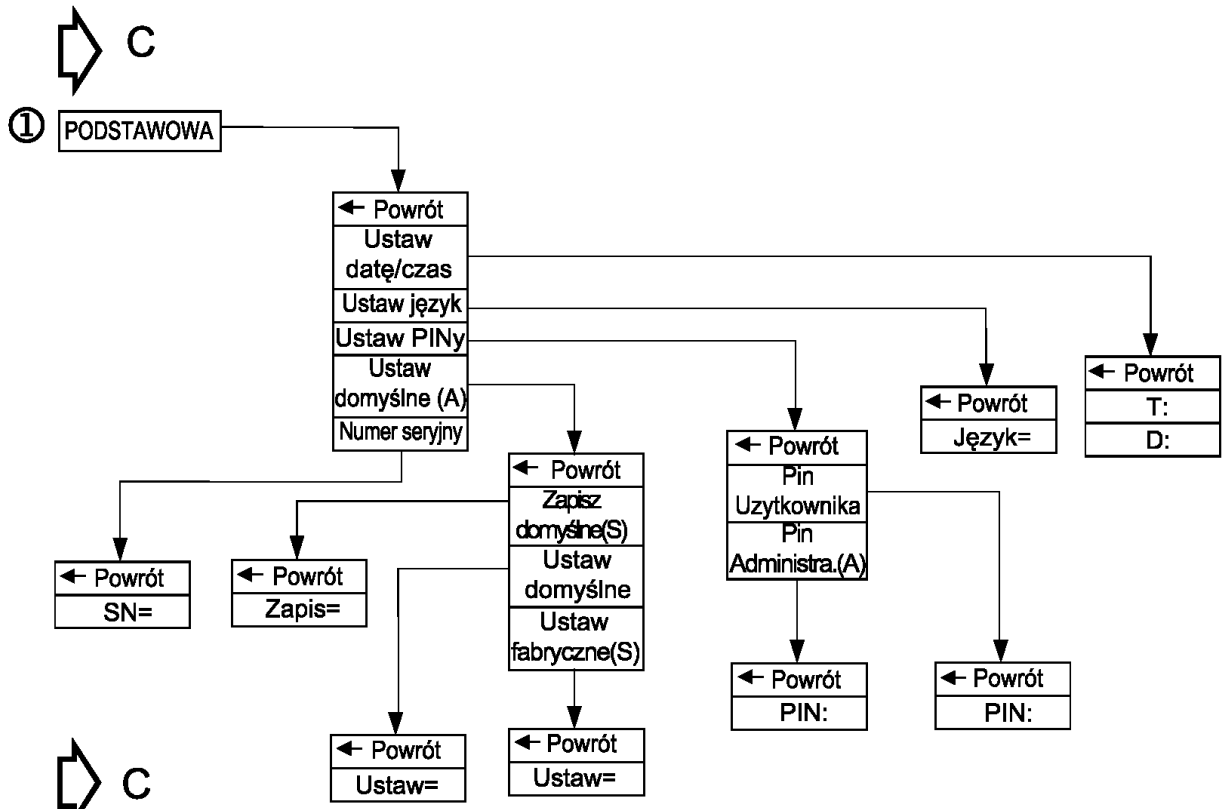 C
① PODSTAWOWA
← Powrót
Ustaw
datę/czas
Ustaw język
Ustaw PINy
Ustaw
domyślne (A)
Numer seryjny
← Powrót
T:
D:
← Powrót
Język=
← Powrót
Pin
Uzytkownika
Pin
Administra.(A)
← Powrót
Zapisz
domyślne(S)
Ustaw
domyślne
Ustaw
fabryczne(S)
← Powrót
SN=
← Powrót
Zapis=
← Powrót
PIN:
← Powrót
PIN:
← Powrót
Ustaw=
← Powrót
Ustaw=
C